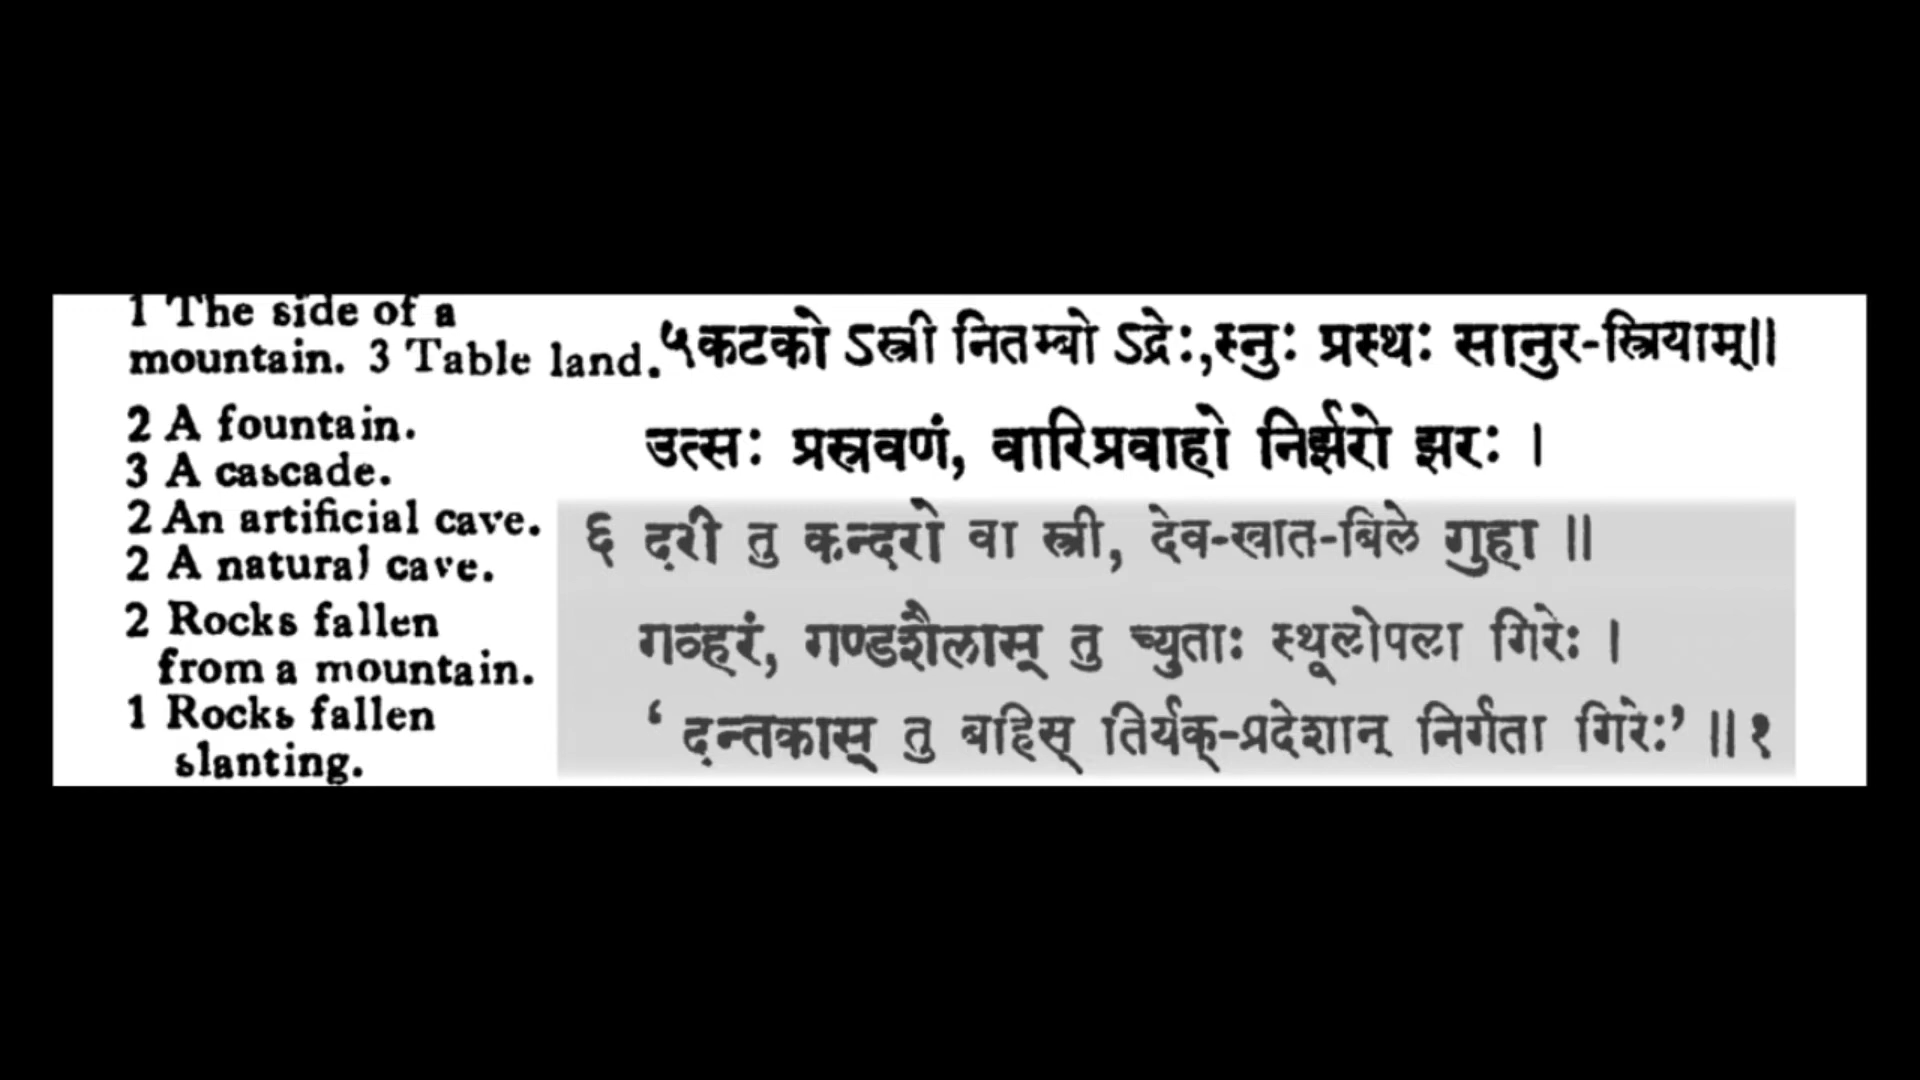 1 The side of a
mountain. 3 Table land.
५कटको ऽस्त्री नितम्बो ऽद्रेः,स्नुः प्रस्थः सानुर-स्त्रियाम्॥
2 A fountain.
उत्सः प्रस्रवणं, वारिप्रवाहो निर्झरो झरः ।
3 A cascade.
2 An artificial cave.
६ दरी तु कन्दरो वा स्त्री, देव-खात-बिले गुहा ॥
2 A natural cave.
2 Rocks fallen
गव्हरं, गण्डशैलास् तु च्युताः स्थूलोपला गिरेः ।
from a mountain.
1 Rocks fallen
‘ दन्तकास् तु बहिस् तिर्यक्-प्रदेशान् निर्गता गिरेः’ ॥१
slanting.